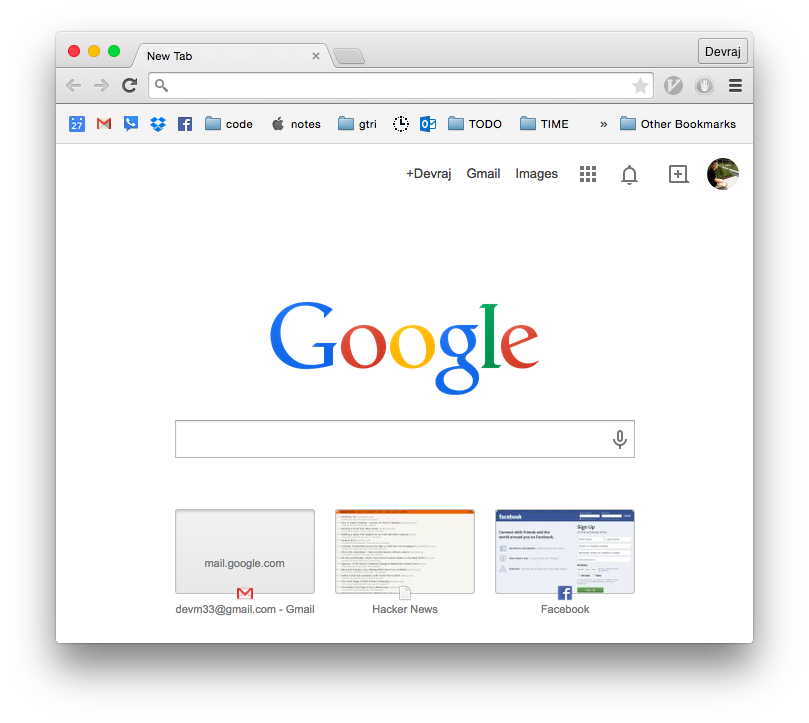 New Tab
Devraj
27 code notes gtri TODO TIME » Other Bookmarks
+Devraj Gmail Images
Google
mail.google.com
facebook
Connect with friends and the
world around you on Facebook.
Sign Up
devm33@gmail.com - Gmail
Hacker News
Facebook